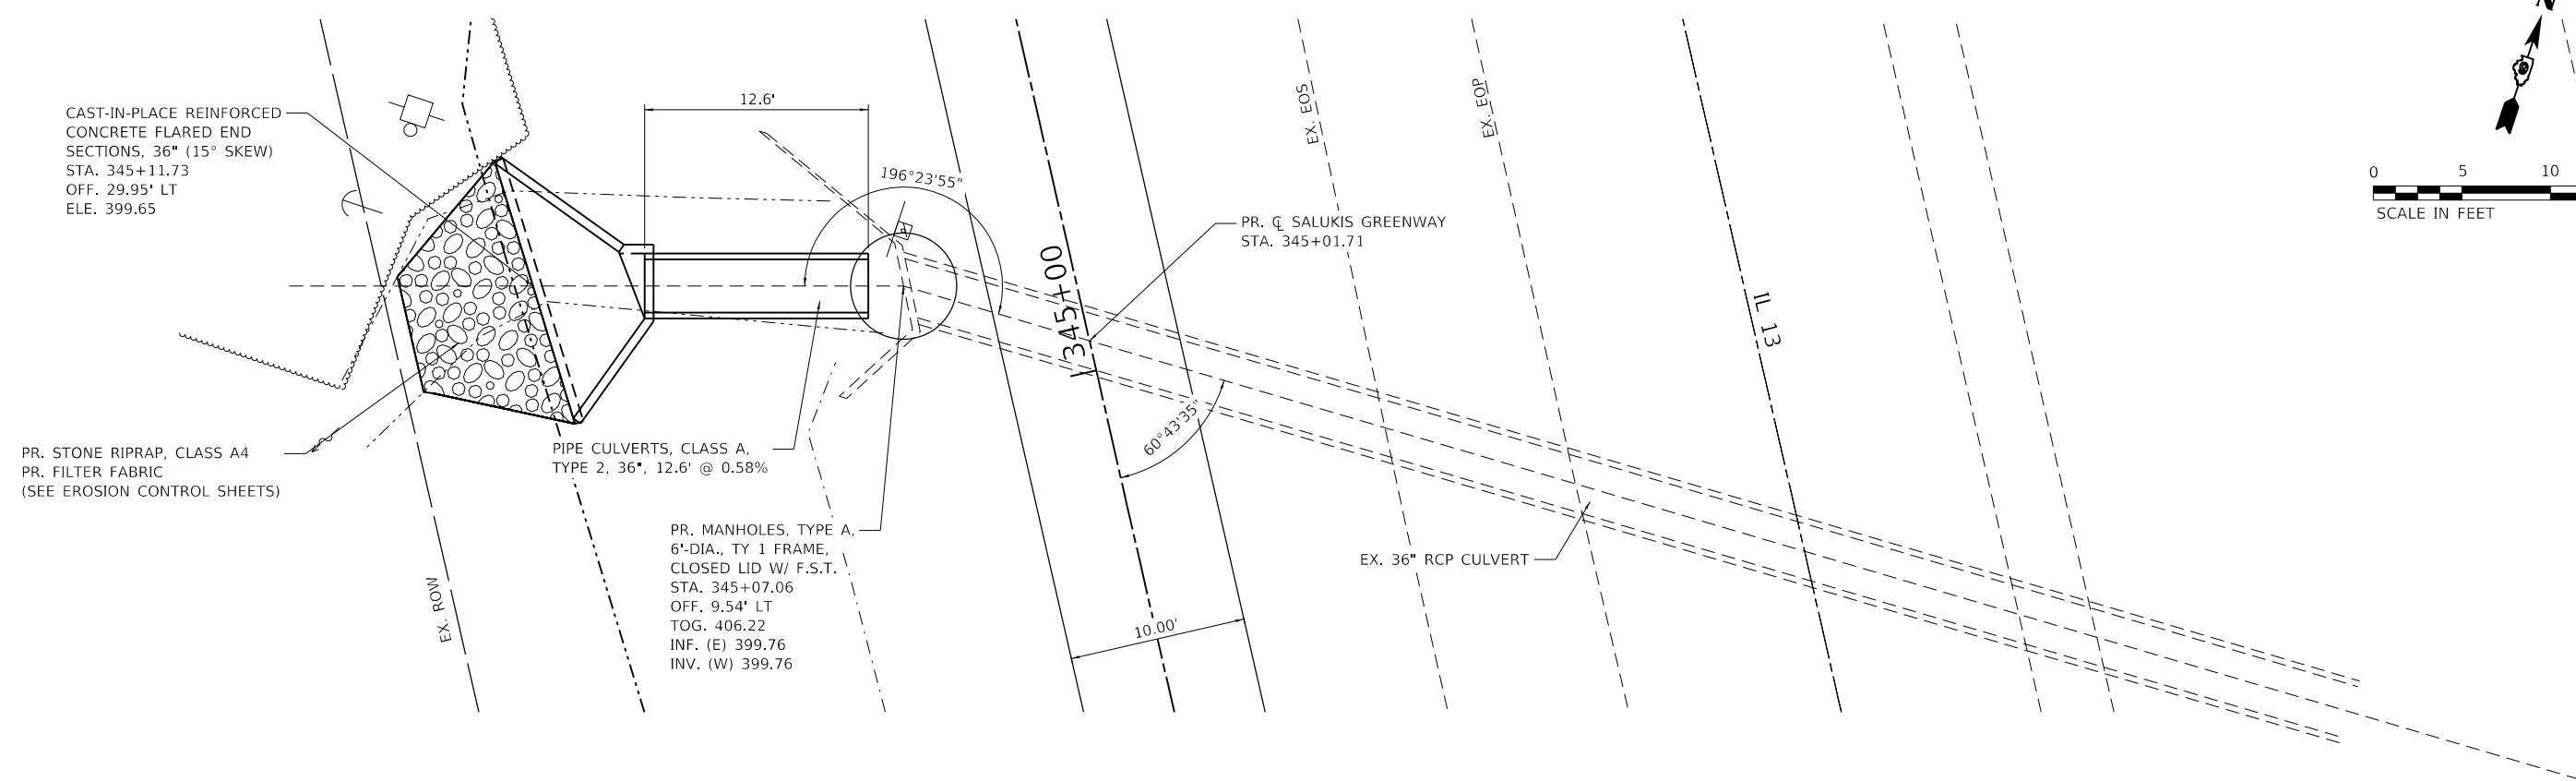 CAST-IN-PLACE REINFORCED
CONCRETE FLARED END
SECTIONS, 36" (15° SKEW)
STA. 345+11.73
OFF. 29.95' LT
ELE. 399.65
12.6'
196°23'55"
EX. EOS
EX. EOP
0 5 10
SCALE IN FEET
PR. ℄ SALUKIS GREENWAY
STA. 345+01.71
345+00
IL 13
60°43'35"
PR. STONE RIPRAP, CLASS A4
PR. FILTER FABRIC
(SEE EROSION CONTROL SHEETS)
PIPE CULVERTS, CLASS A,
TYPE 2, 36", 12.6' @ 0.58%
PR. MANHOLES, TYPE A,
6'-DIA., TY 1 FRAME,
CLOSED LID W/ F.S.T.
STA. 345+07.06
OFF. 9.54' LT
TOG. 406.22
INF. (E) 399.76
INV. (W) 399.76
EX. 36" RCP CULVERT
EX. ROW
10.00'